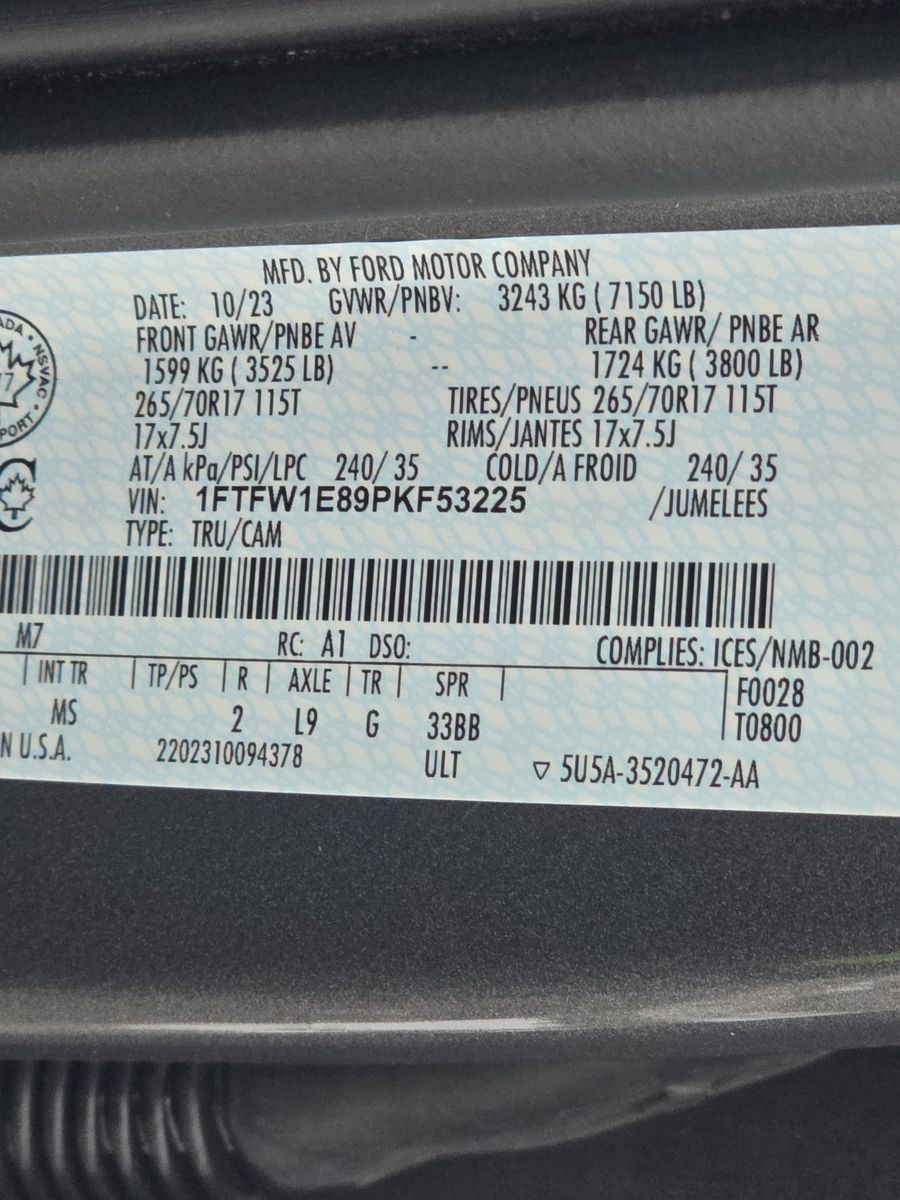 MFD. BY FORD MOTOR COMPANY
DATE: 10/23 GVWR/PNBV: 3243 KG ( 7150 LB)
FRONT GAWR/PNBE AV - REAR GAWR/ PNBE AR
1599 KG ( 3525 LB) -- 1724 KG ( 3800 LB)
265/70R17 115T TIRES/PNEUS 265/70R17 115T
17x7.5J RIMS/JANTES 17x7.5J
AT/A kPa/PSI/LPC 240/ 35 COLD/A FROID 240/ 35
VIN: 1FTFW1E89PKF53225 /JUMELEES
TYPE: TRU/CAM
ADA • NSVAC • PORT
M7 RC: A1 DSO: COMPLIES: ICES/NMB-002
INT TR TP/PS R AXLE TR SPR F0028
MS 2 L9 G 33BB T0800
N U.S.A. 2202310094378 ULT ▽ 5U5A-3520472-AA